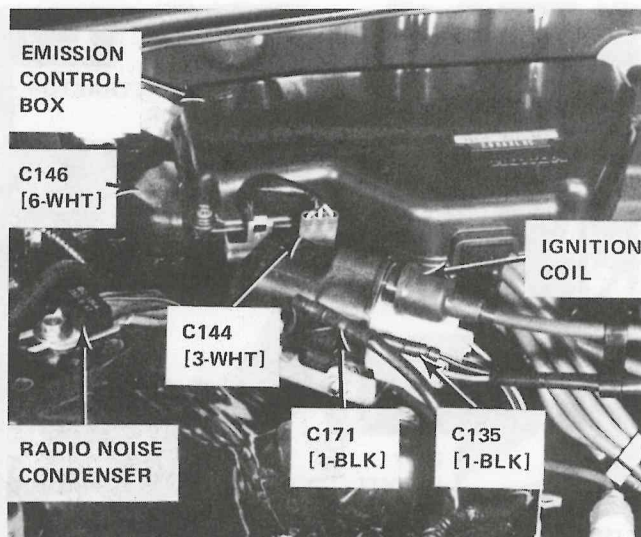 EMISSION
CONTROL
BOX
C146
[6-WHT]
IGNITION
COIL
C144
[3-WHT]
C171
[1-BLK]
C135
[1-BLK]
RADIO NOISE
CONDENSER